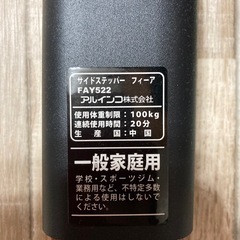 サイドステッパー フィーア
FAY522
アルインコ株式会社
使用体重制限：100kg
連続使用時間：20分
生産国：中国
一般家庭用
学校・スポーツジム・
業務用など、不特定多数
による使用はしないで
ください。